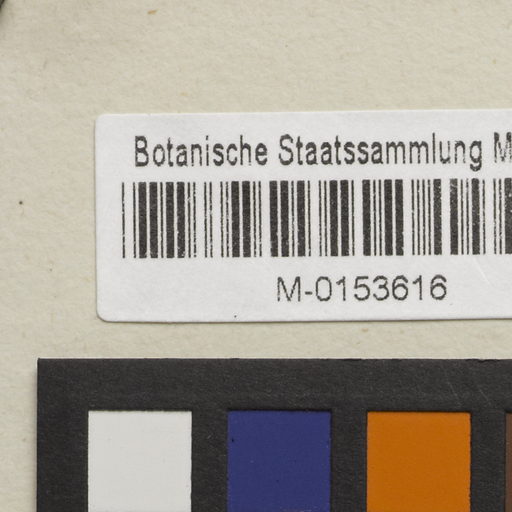 Botanische Staatssammlung M
M-0153616